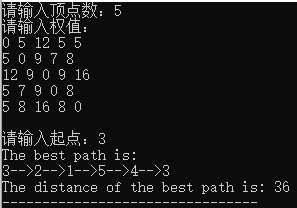 请输入顶点数：5
请输入权值：
0 5 12 5 5
5 0 9 7 8
12 9 0 9 16
5 7 9 0 8
5 8 16 8 0
请输入起点：3
The best path is:
3-->2-->1-->5-->4-->3
The distance of the best path is: 36
--------------------------------